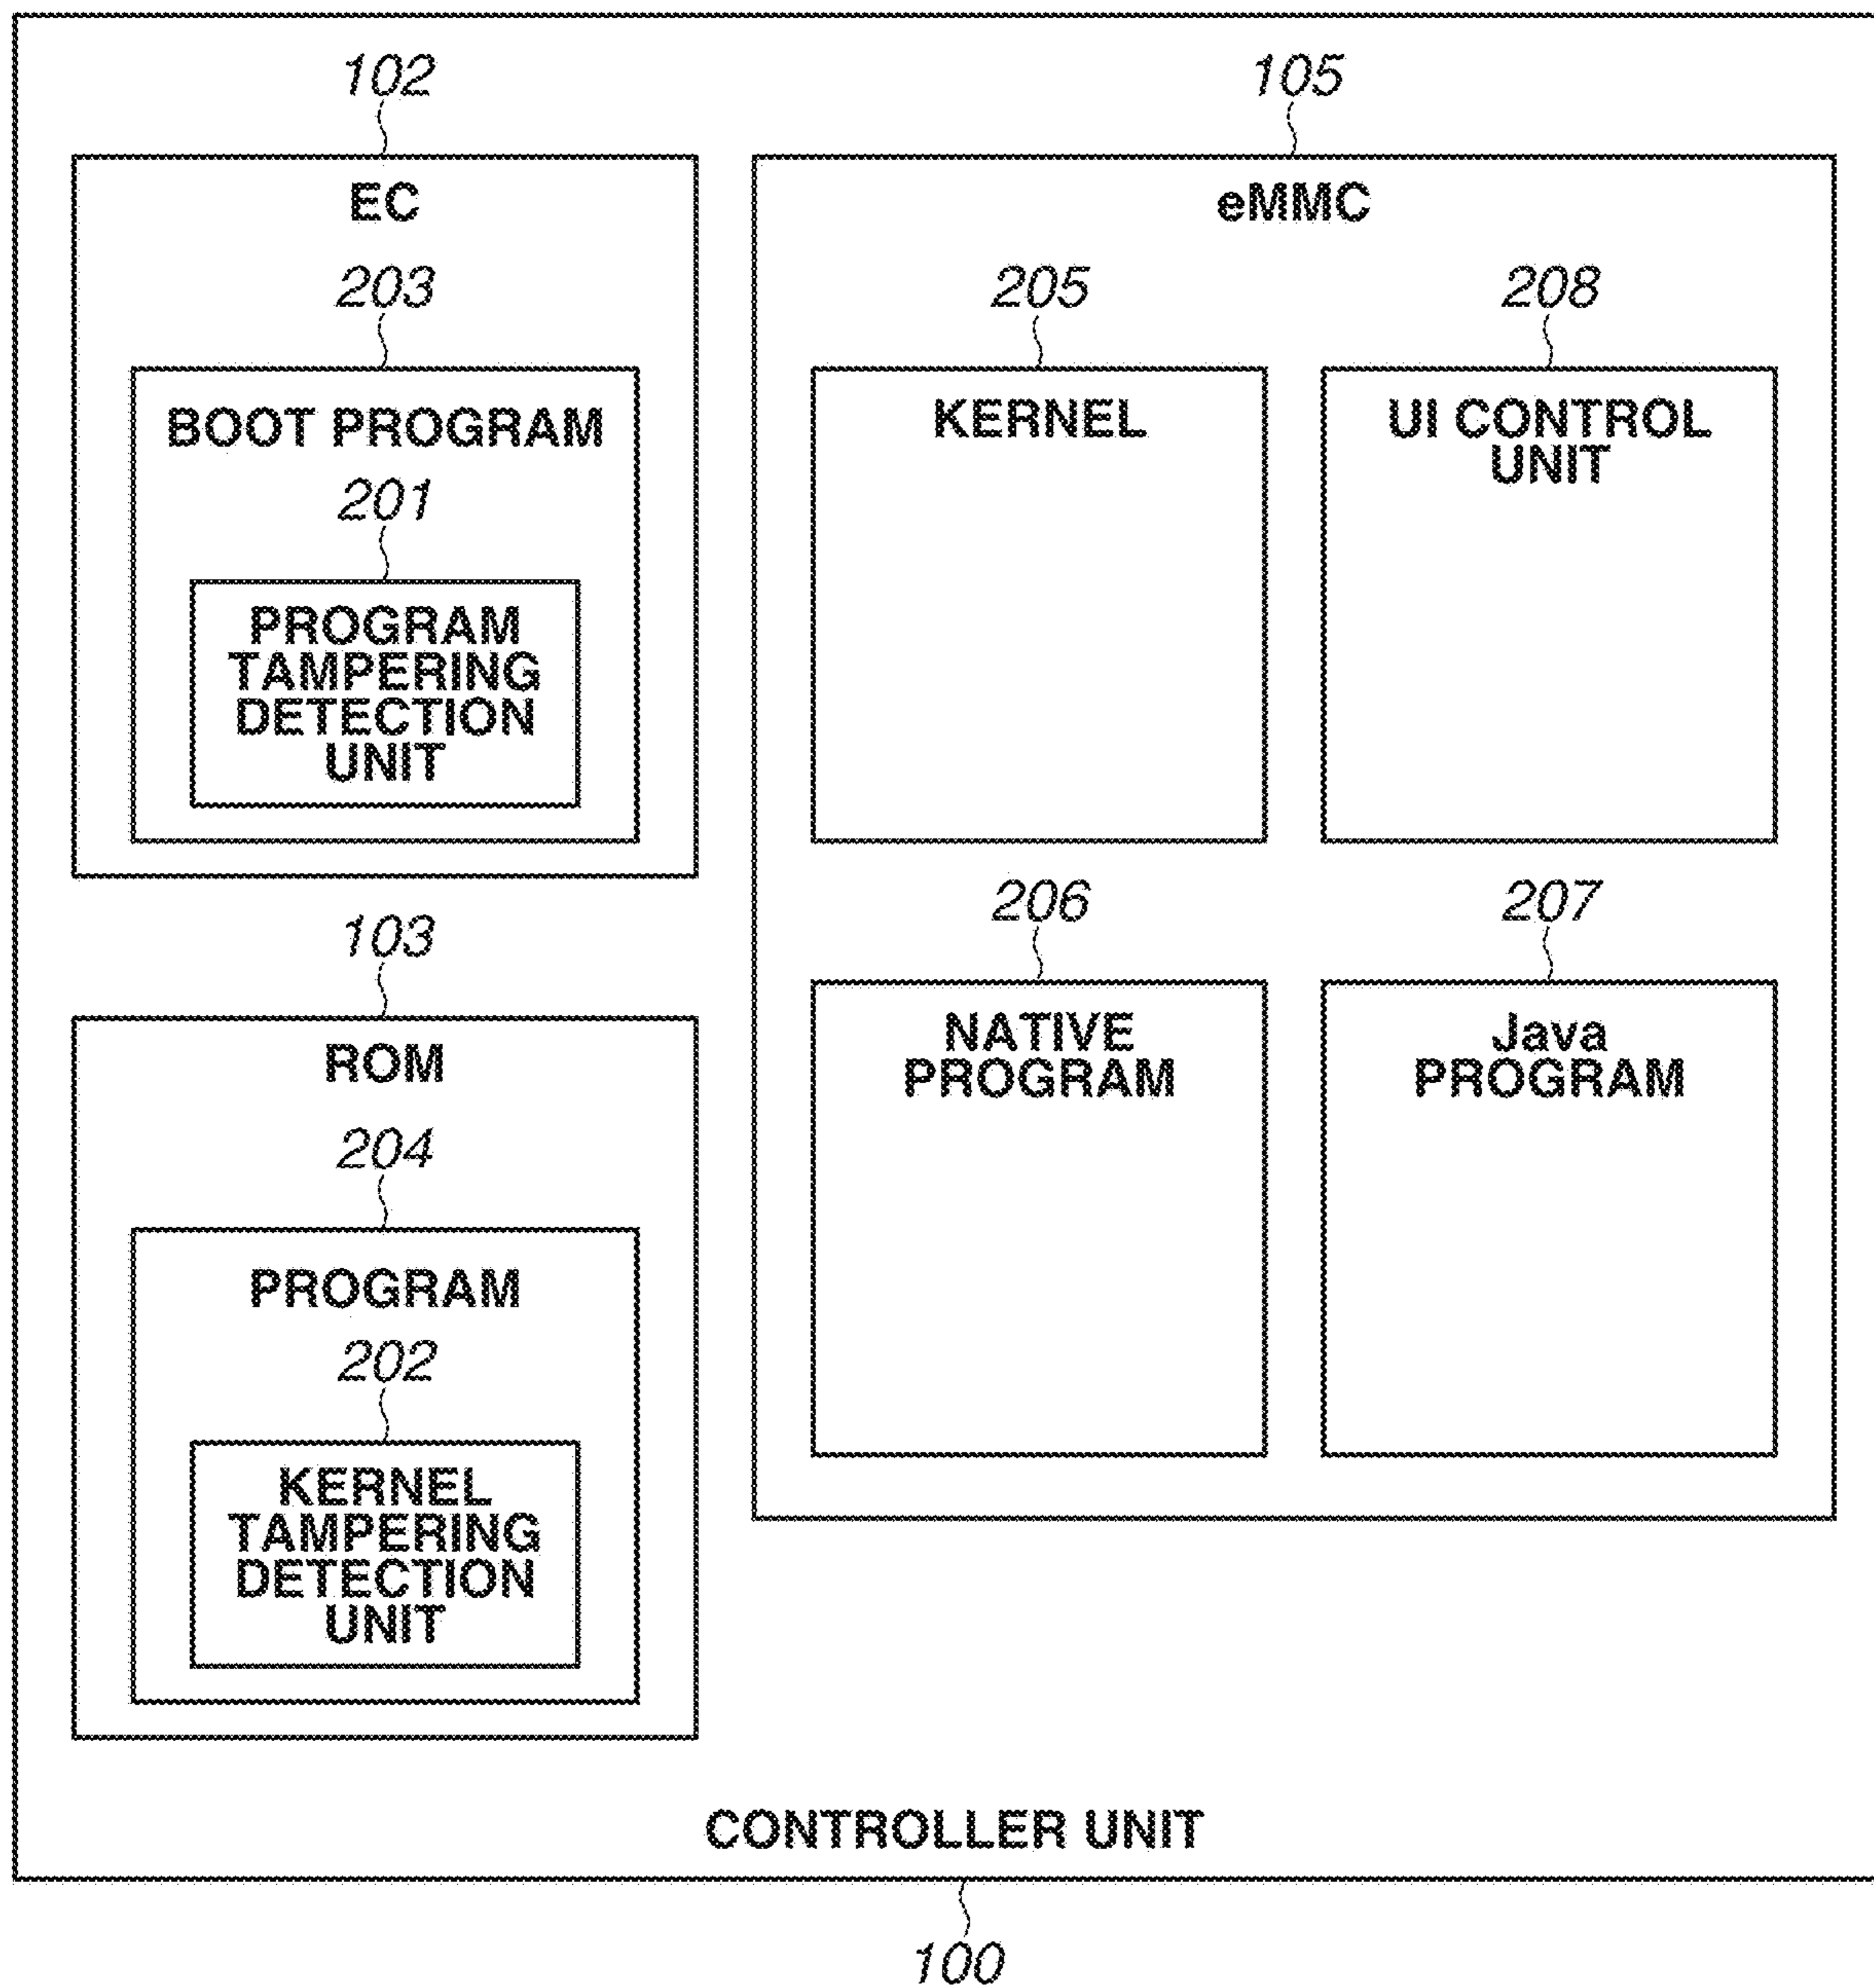 102
EC
203
BOOT PROGRAM
201
PROGRAM
TAMPERING
DETECTION
UNIT
103
ROM
204
PROGRAM
202
KERNEL
TAMPERING
DETECTION
UNIT
105
eMMC
205
KERNEL
208
UI CONTROL
UNIT
206
NATIVE
PROGRAM
207
Java
PROGRAM
CONTROLLER UNIT
100